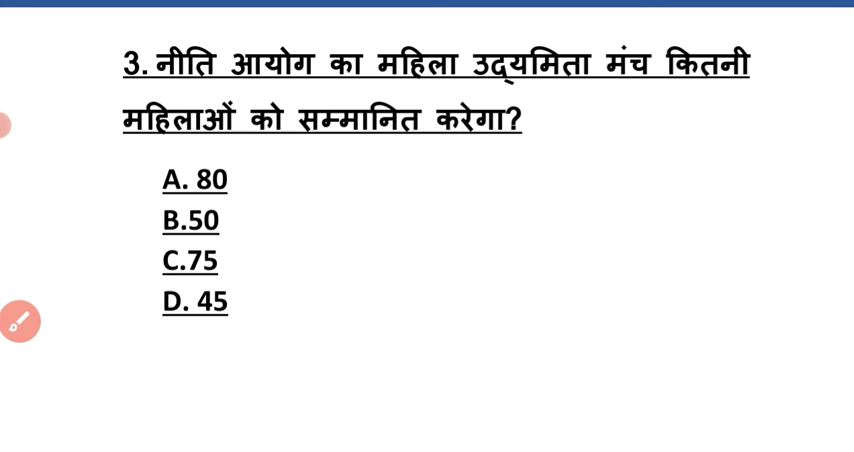 3. नीति आयोग का महिला उद्यमिता मंच कितनी
महिलाओं को सम्मानित करेगा?
A. 80
B.50
C.75
D. 45